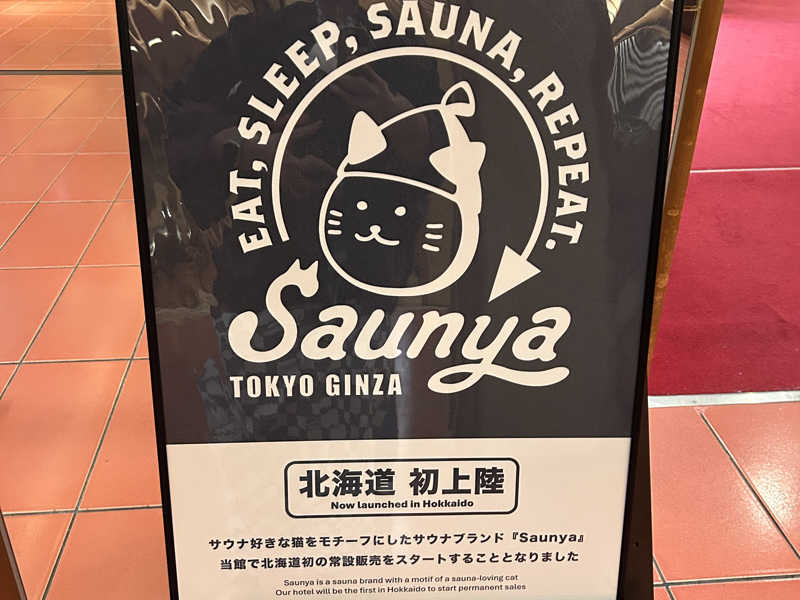 EAT, SLEEP, SAUNA, REPEAT.
Saunya
TOKYO GINZA
北海道 初上陸
Now launched in Hokkaido
サウナ好きな猫をモチーフにしたサウナブランド『Saunya』
当館で北海道初の常設販売をスタートすることとなりました
Saunya is a sauna brand with a motif of a sauna-loving cat
Our hotel will be the first in Hokkaido to start permanent sales